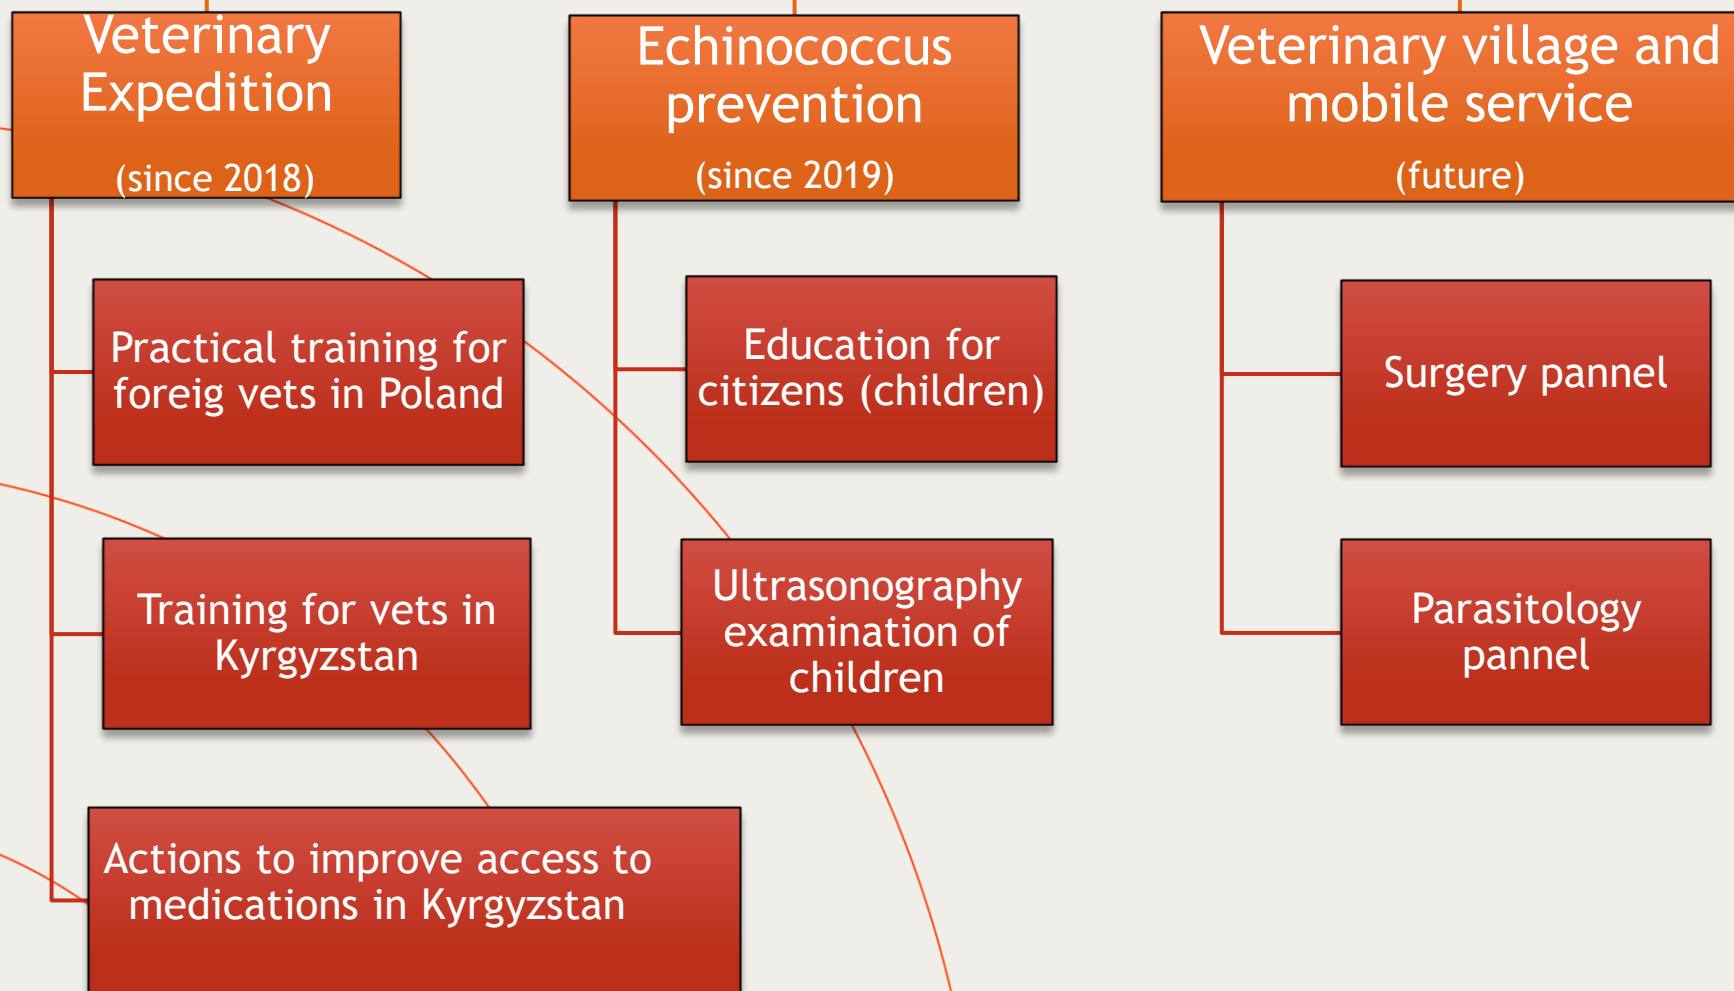 Veterinary
Expedition
(since 2018)
Practical training for
foreig vets in Poland
Training for vets in
Kyrgyzstan
Actions to improve access to
medications in Kyrgyzstan
Echinococcus
prevention
(since 2019)
Education for
citizens (children)
Ultrasonography
examination of
children
Veterinary village and
mobile service
(future)
Surgery pannel
Parasitology
pannel